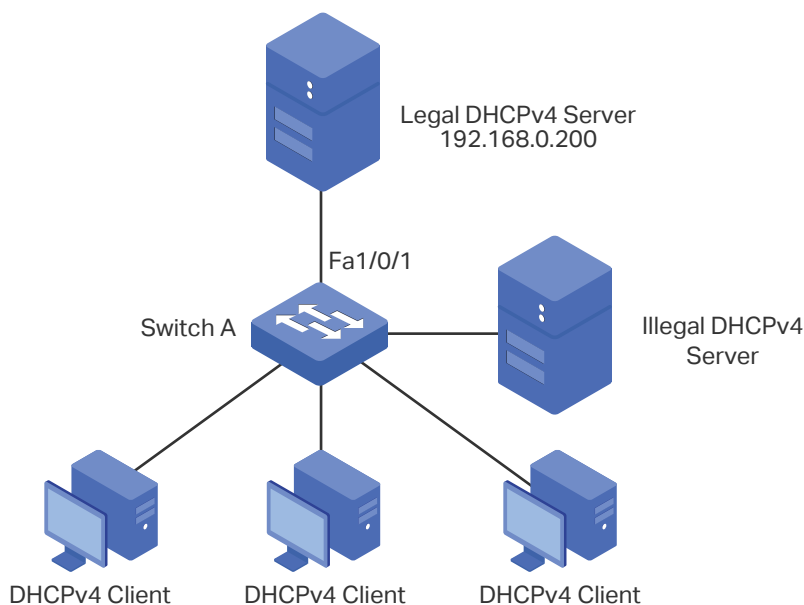 Legal DHCPv4 Server
192.168.0.200
Fa1/0/1
Switch A
Illegal DHCPv4
Server
DHCPv4 Client
DHCPv4 Client
DHCPv4 Client